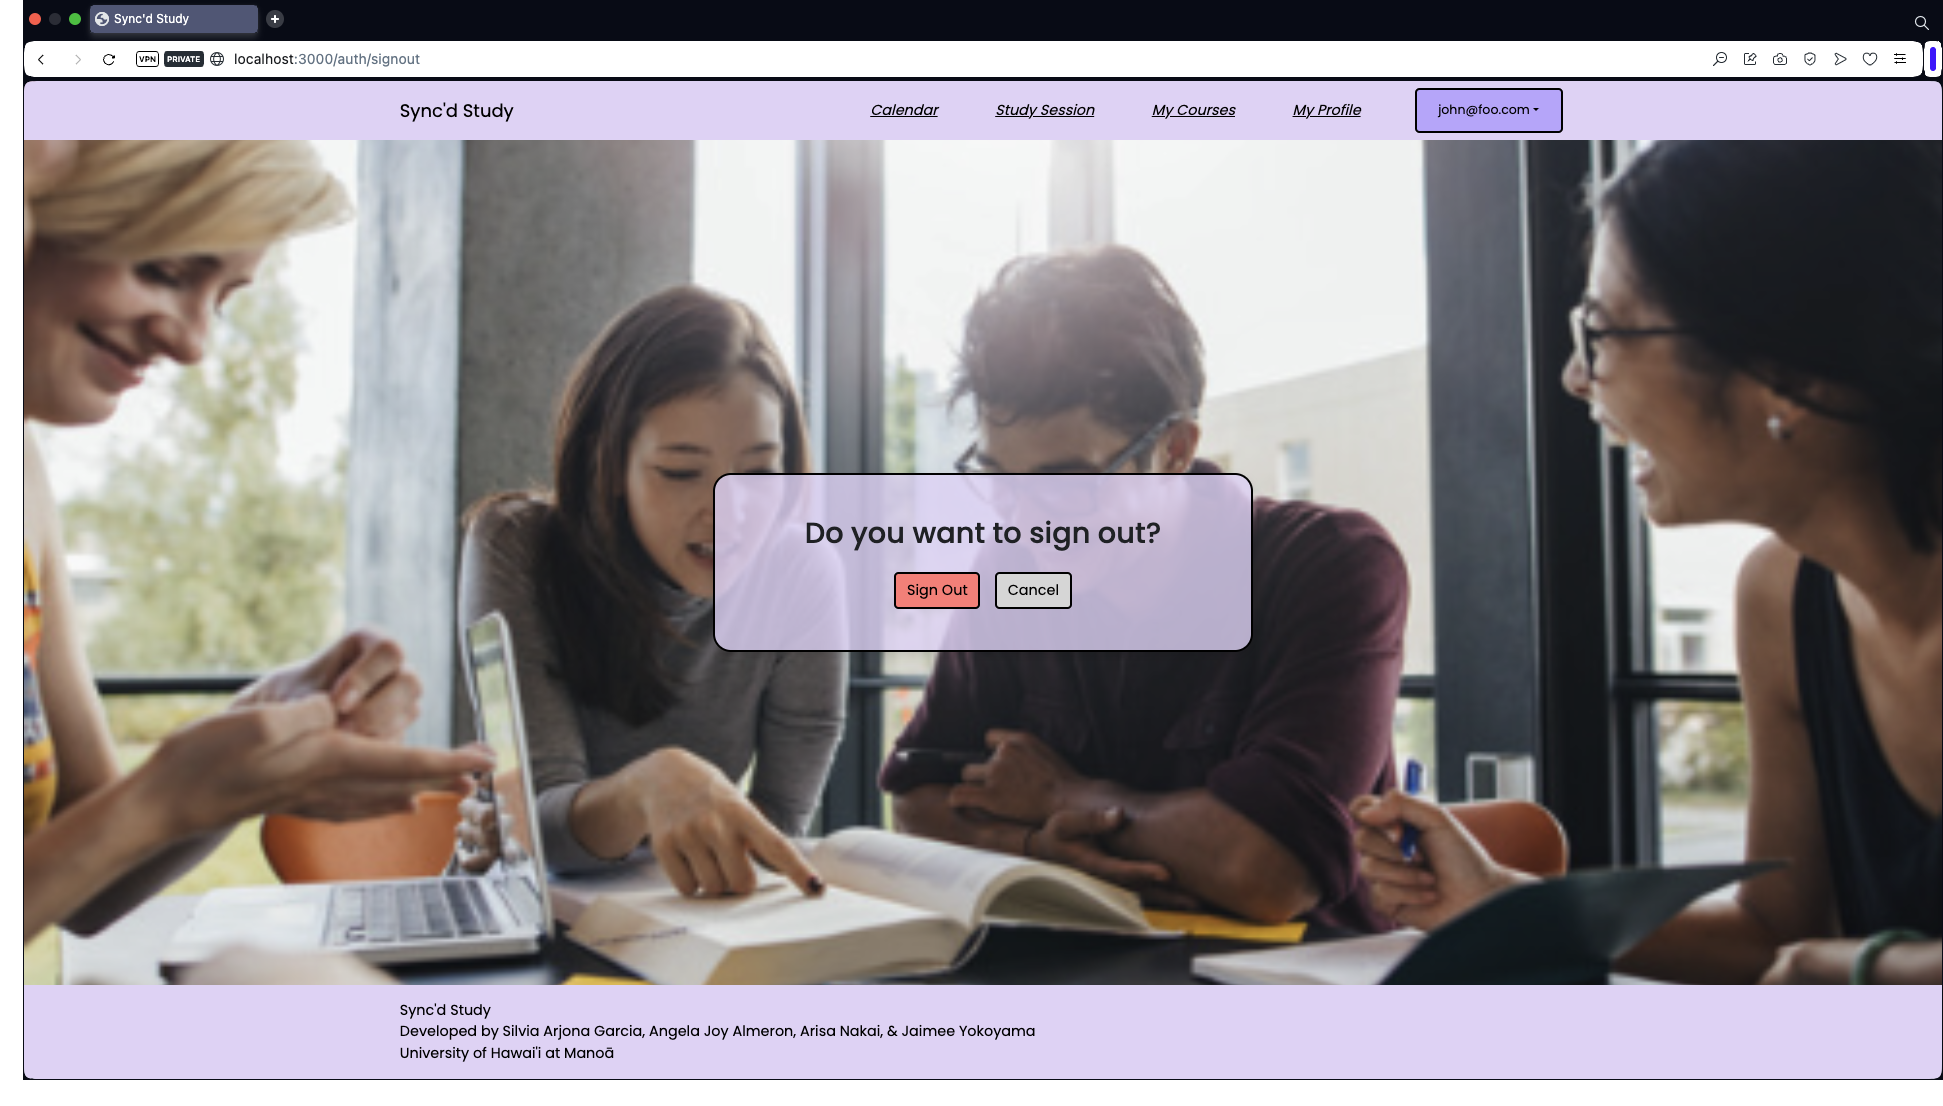 Sync'd Study
VPN PRIVATE localhost:3000/auth/signout
Sync'd Study Calendar Study Session My Courses My Profile john@foo.com
Do you want to sign out?
Sign Out Cancel
Sync'd Study
Developed by Silvia Arjona Garcia, Angela Joy Almeron, Arisa Nakai, & Jaimee Yokoyama
University of Hawai'i at Manoā